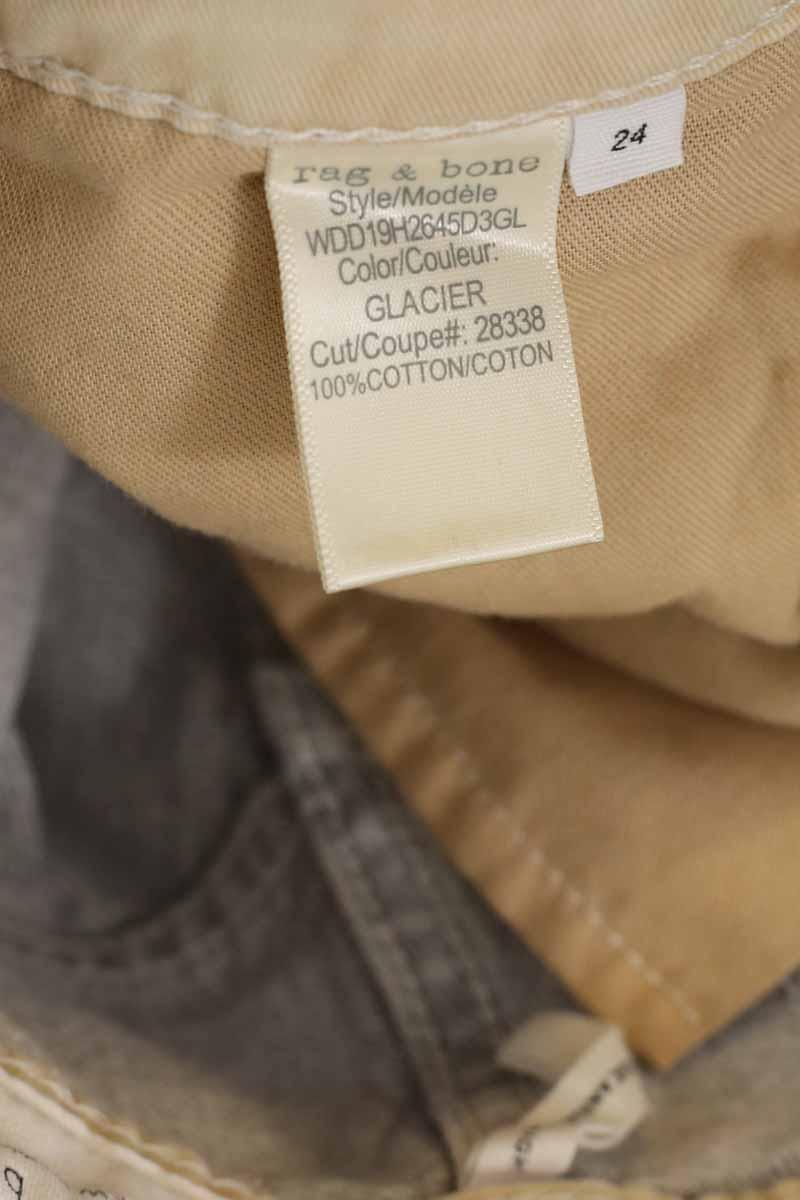 rag & bone
Style/Modèle
WDD19H2645D3GL
Color/Couleur:
GLACIER
Cut/Coupe#: 28338
100%COTTON/COTON
24